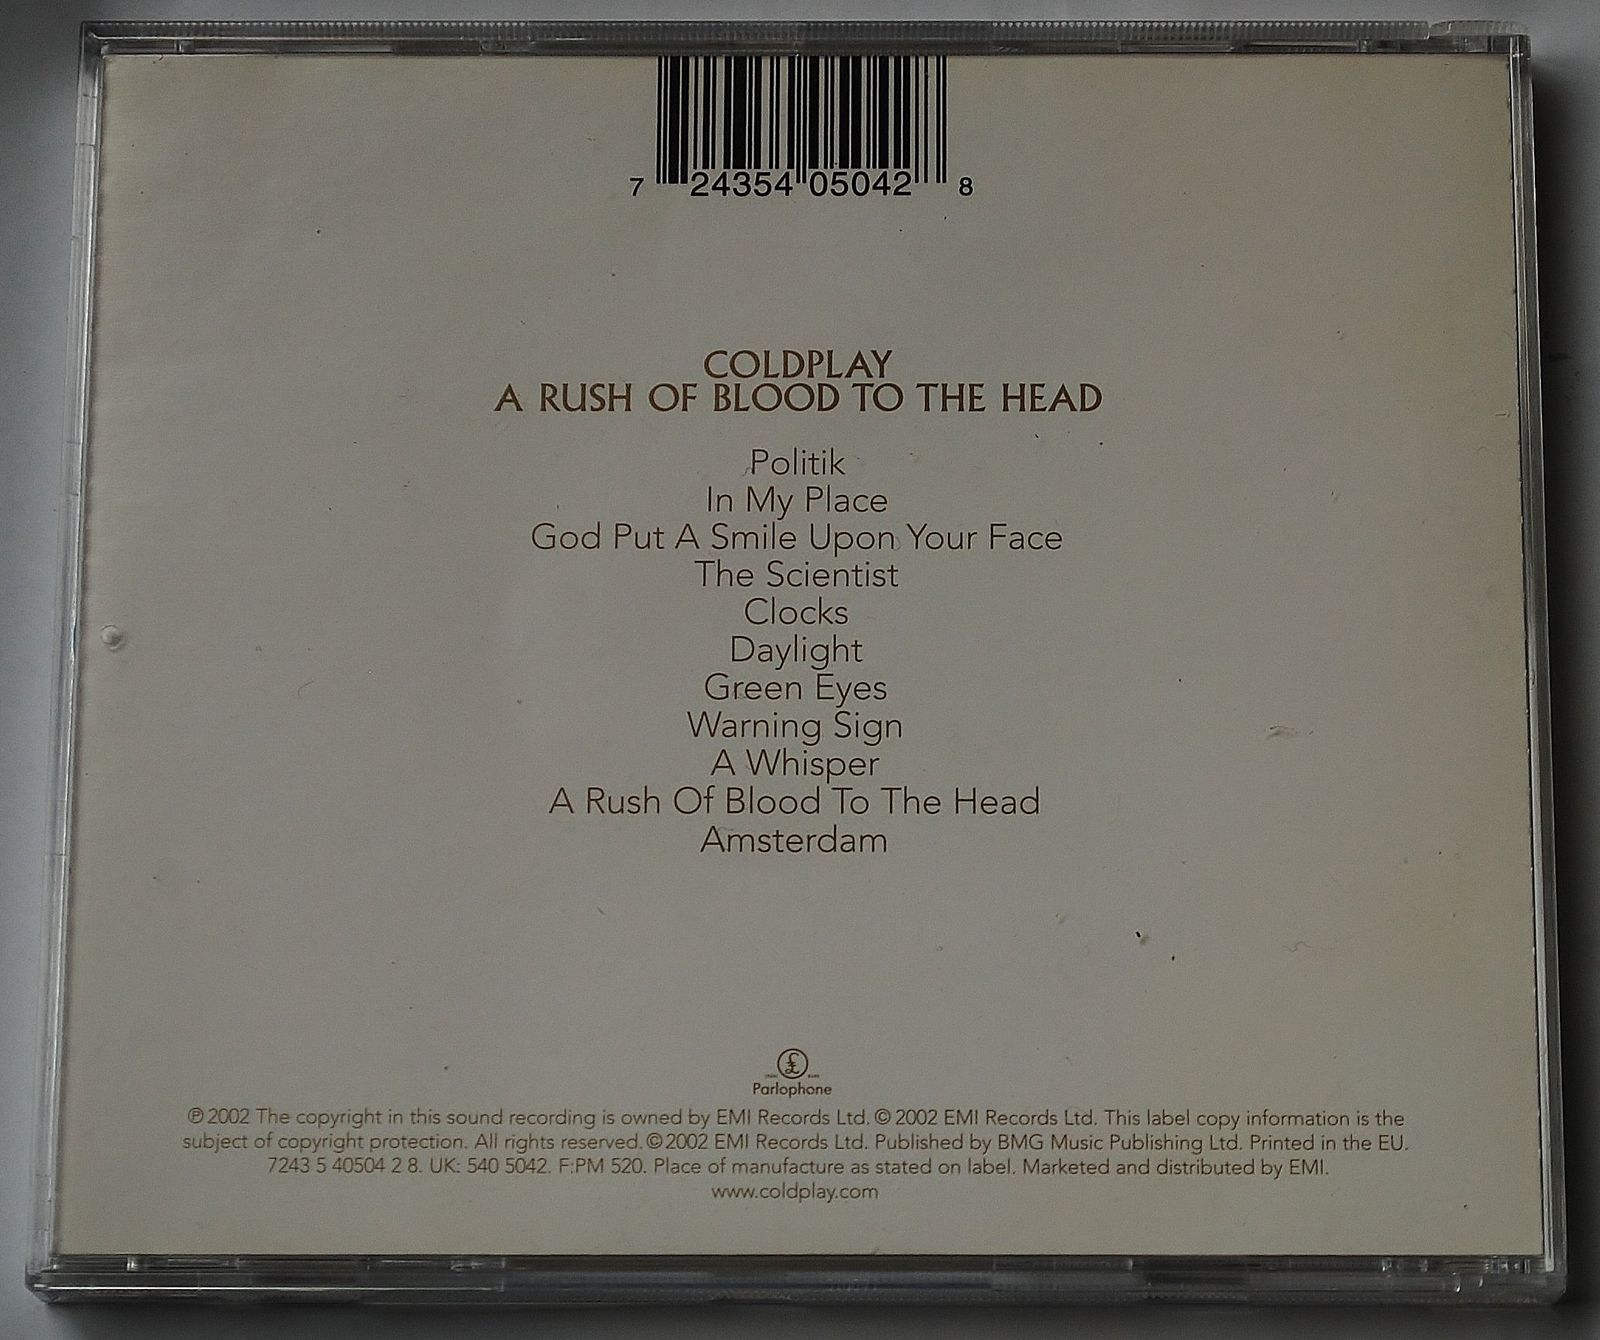 7 24354 05042 8
COLDPLAY
A RUSH OF BLOOD TO THE HEAD
Politik
In My Place
God Put A Smile Upon Your Face
The Scientist
Clocks
Daylight
Green Eyes
Warning Sign
A Whisper
A Rush Of Blood To The Head
Amsterdam
£
Parlophone
℗ 2002 The copyright in this sound recording is owned by EMI Records Ltd. © 2002 EMI Records Ltd. This label copy information is the
subject of copyright protection. All rights reserved. © 2002 EMI Records Ltd. Published by BMG Music Publishing Ltd. Printed in the EU.
7243 5 40504 2 8. UK: 540 5042. F:PM 520. Place of manufacture as stated on label. Marketed and distributed by EMI.
www.coldplay.com